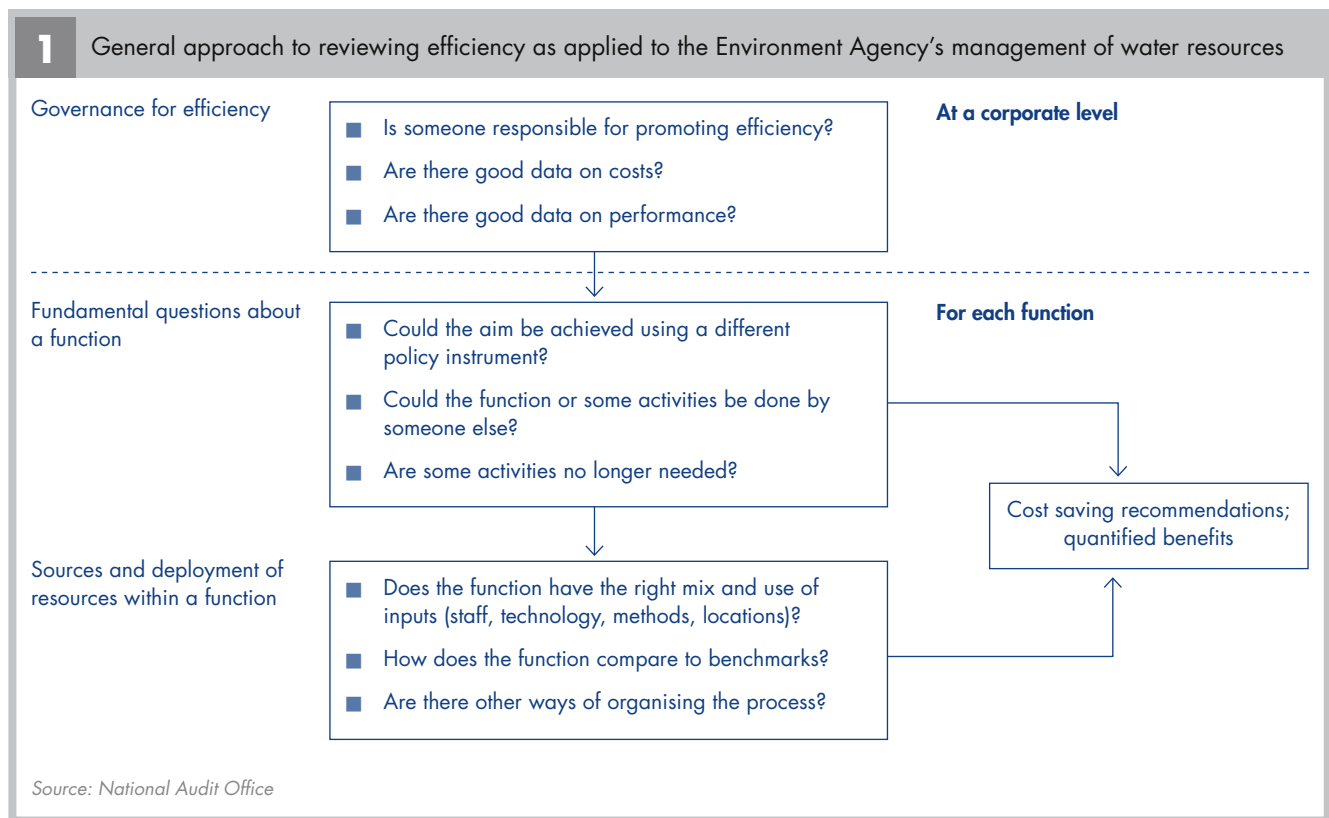 1
General approach to reviewing efficiency as applied to the Environment Agency’s management of water resources
Governance for efficiency
Is someone responsible for promoting efficiency?
Are there good data on costs?
Are there good data on performance?
At a corporate level
Fundamental questions about
a function
Could the aim be achieved using a different
policy instrument?
Could the function or some activities be done by
someone else?
Are some activities no longer needed?
For each function
Cost saving recommendations;
quantified benefits
Sources and deployment of
resources within a function
Does the function have the right mix and use of
inputs (staff, technology, methods, locations)?
How does the function compare to benchmarks?
Are there other ways of organising the process?
Source: National Audit Office